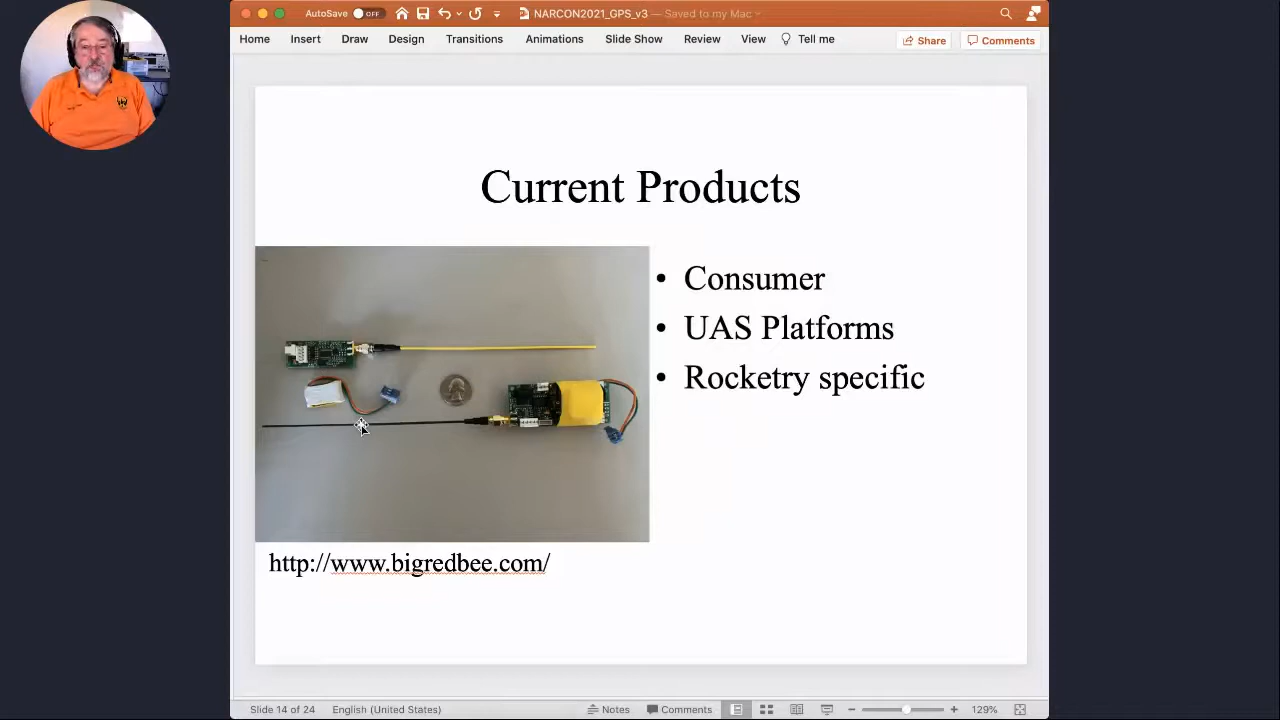 AutoSave OFF NARCON2021_GPS_v3 — Saved to my Mac
Home Insert Draw Design Transitions Animations Slide Show Review View Tell me Share Comments
Current Products
• Consumer
• UAS Platforms
• Rocketry specific
http://www.bigredbee.com/
Slide 14 of 24 English (United States) Notes Comments 129%